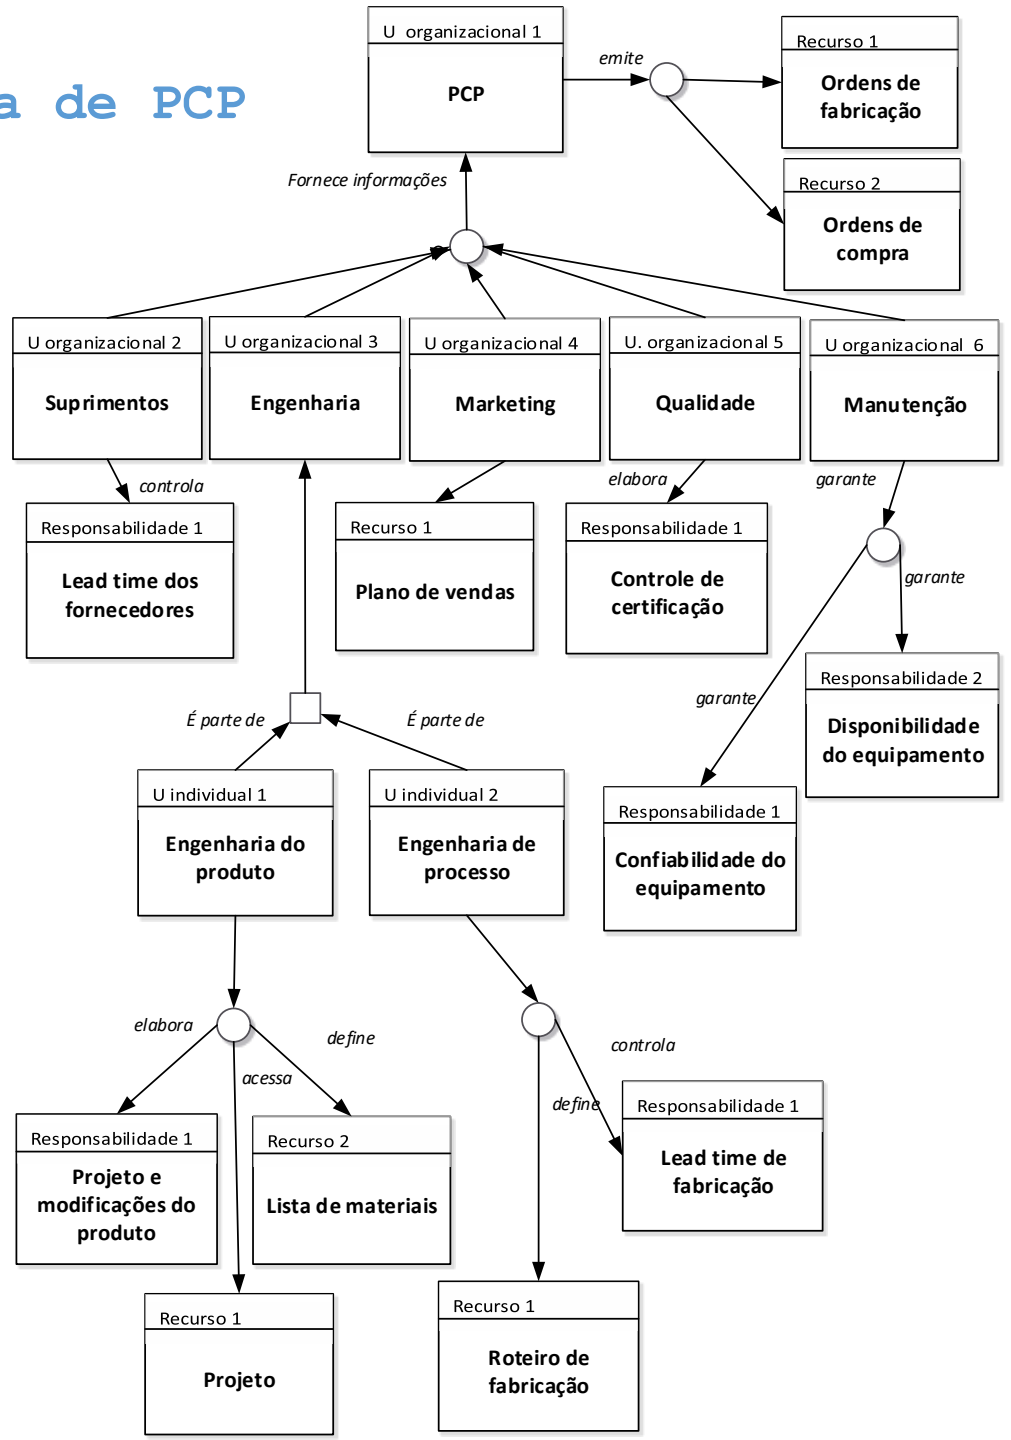 a de PCP
U organizacional 1
PCP
emite
Recurso 1
Ordens de
fabricação
Recurso 2
Ordens de
compra
Fornece informações
U organizacional 2
Suprimentos
U organizacional 3
Engenharia
U organizacional 4
Marketing
U. organizacional 5
Qualidade
U organizacional 6
Manutenção
controla
elabora
garante
Responsabilidade 1
Lead time dos
fornecedores
Recurso 1
Plano de vendas
Responsabilidade 1
Controle de
certificação
garante
Responsabilidade 2
Disponibilidade
do equipamento
garante
Responsabilidade 1
Confiabilidade do
equipamento
É parte de
É parte de
U individual 1
Engenharia do
produto
U individual 2
Engenharia de
processo
elabora
define
acessa
controla
define
Responsabilidade 1
Projeto e
modificações do
produto
Recurso 2
Lista de materiais
Responsabilidade 1
Lead time de
fabricação
Recurso 1
Projeto
Recurso 1
Roteiro de
fabricação